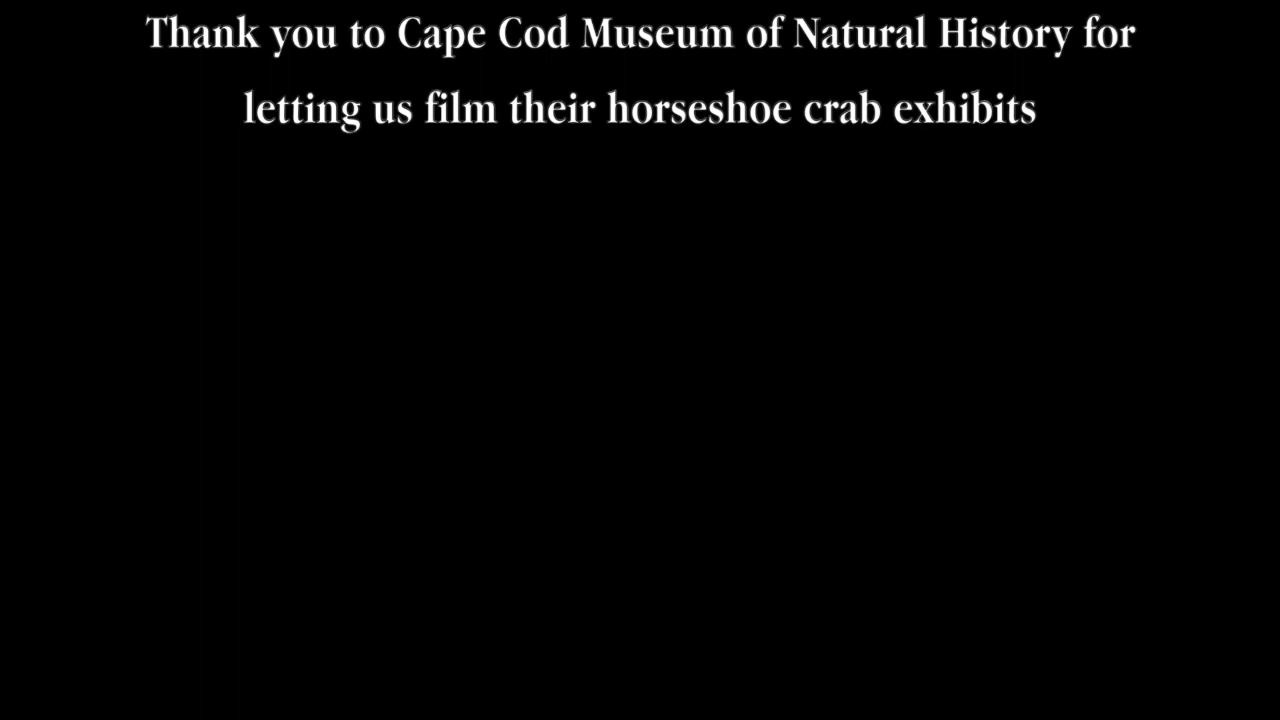 Thank you to Cape Cod Museum of Natural History for
letting us film their horseshoe crab exhibits